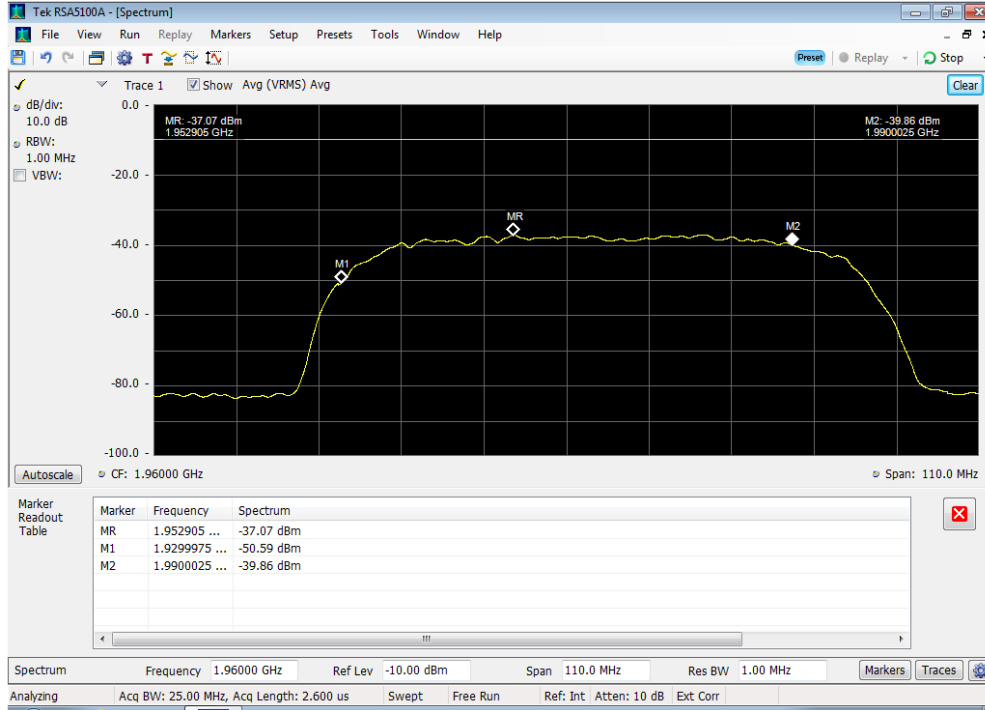 Tek RSA5100A - [Spectrum]
File View Run Replay Markers Setup Presets Tools Window Help
T Preset Replay Stop
Trace 1 Show Avg (VRMS) Avg Clear
dB/div:
10.0 dB
RBW:
1.00 MHz
VBW:
0.0 -
-20.0 -
-40.0 -
-60.0 -
-80.0 -
-100.0 -
MR: -37.07 dBm
1.952905 GHz
M2: -39.86 dBm
1.9900025 GHz
MR
M2
M1
Autoscale CF: 1.96000 GHz Span: 110.0 MHz
Marker
Readout
Table
Marker Frequency Spectrum
MR 1.952905 ... -37.07 dBm
M1 1.9299975 ... -50.59 dBm
M2 1.9900025 ... -39.86 dBm
Spectrum Frequency 1.96000 GHz Ref Lev -10.00 dBm Span 110.0 MHz Res BW 1.00 MHz Markers Traces
Analyzing Acq BW: 25.00 MHz, Acq Length: 2.600 us Swept Free Run Ref: Int Atten: 10 dB Ext Corr